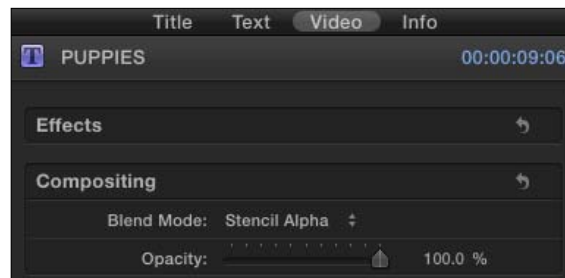 Title Text Video Info
T PUPPIES 00:00:09:06
Effects
Compositing
Blend Mode: Stencil Alpha
Opacity: 100.0 %